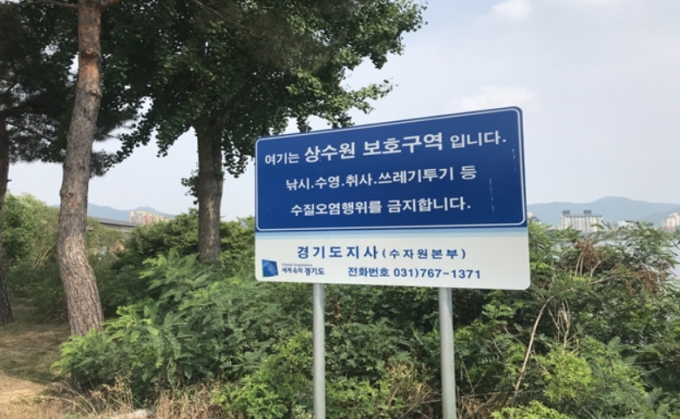 여기는 상수원 보호구역 입니다.
낚시.수영.취사.쓰레기투기 등
수질오염행위를 금지합니다.
경기도지사 (수자원본부)
세계속의 경기도
전화번호 031)767-1371